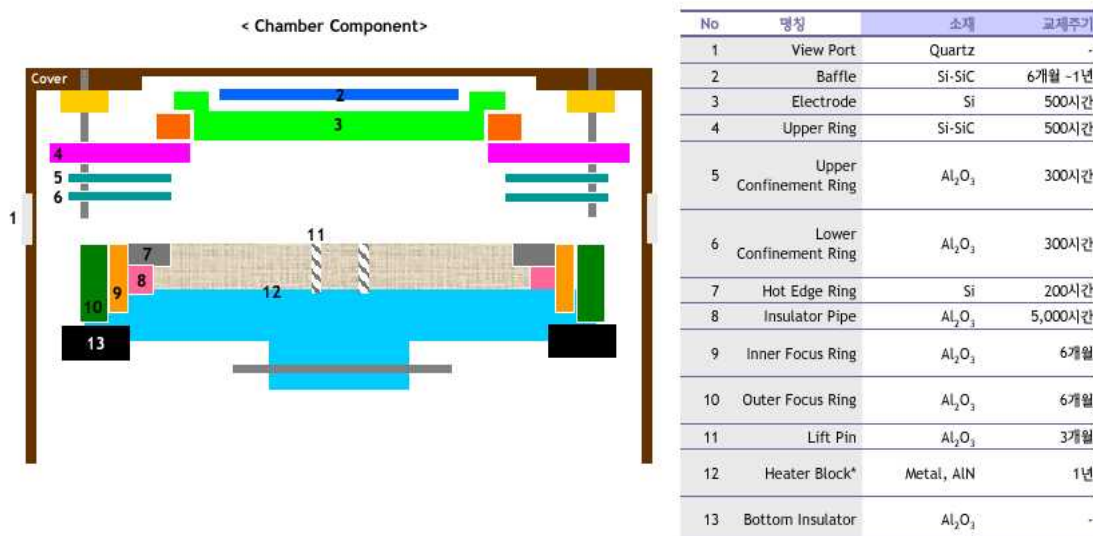 < Chamber Component>
Cover
2
3
4
5
6
1
11
7
8
12
9
10
13
No 명칭 소재 교체주기
1 View Port Quartz -
2 Baffle Si-SiC 6개월 ~1년
3 Electrode Si 500시간
4 Upper Ring Si-SiC 500시간
5 Upper Confinement Ring Al₂O₃ 300시간
6 Lower Confinement Ring Al₂O₃ 300시간
7 Hot Edge Ring Si 200시간
8 Insulator Pipe Al₂O₃ 5,000시간
9 Inner Focus Ring Al₂O₃ 6개월
10 Outer Focus Ring Al₂O₃ 6개월
11 Lift Pin Al₂O₃ 3개월
12 Heater Block* Metal, AlN 1년
13 Bottom Insulator Al₂O₃ -